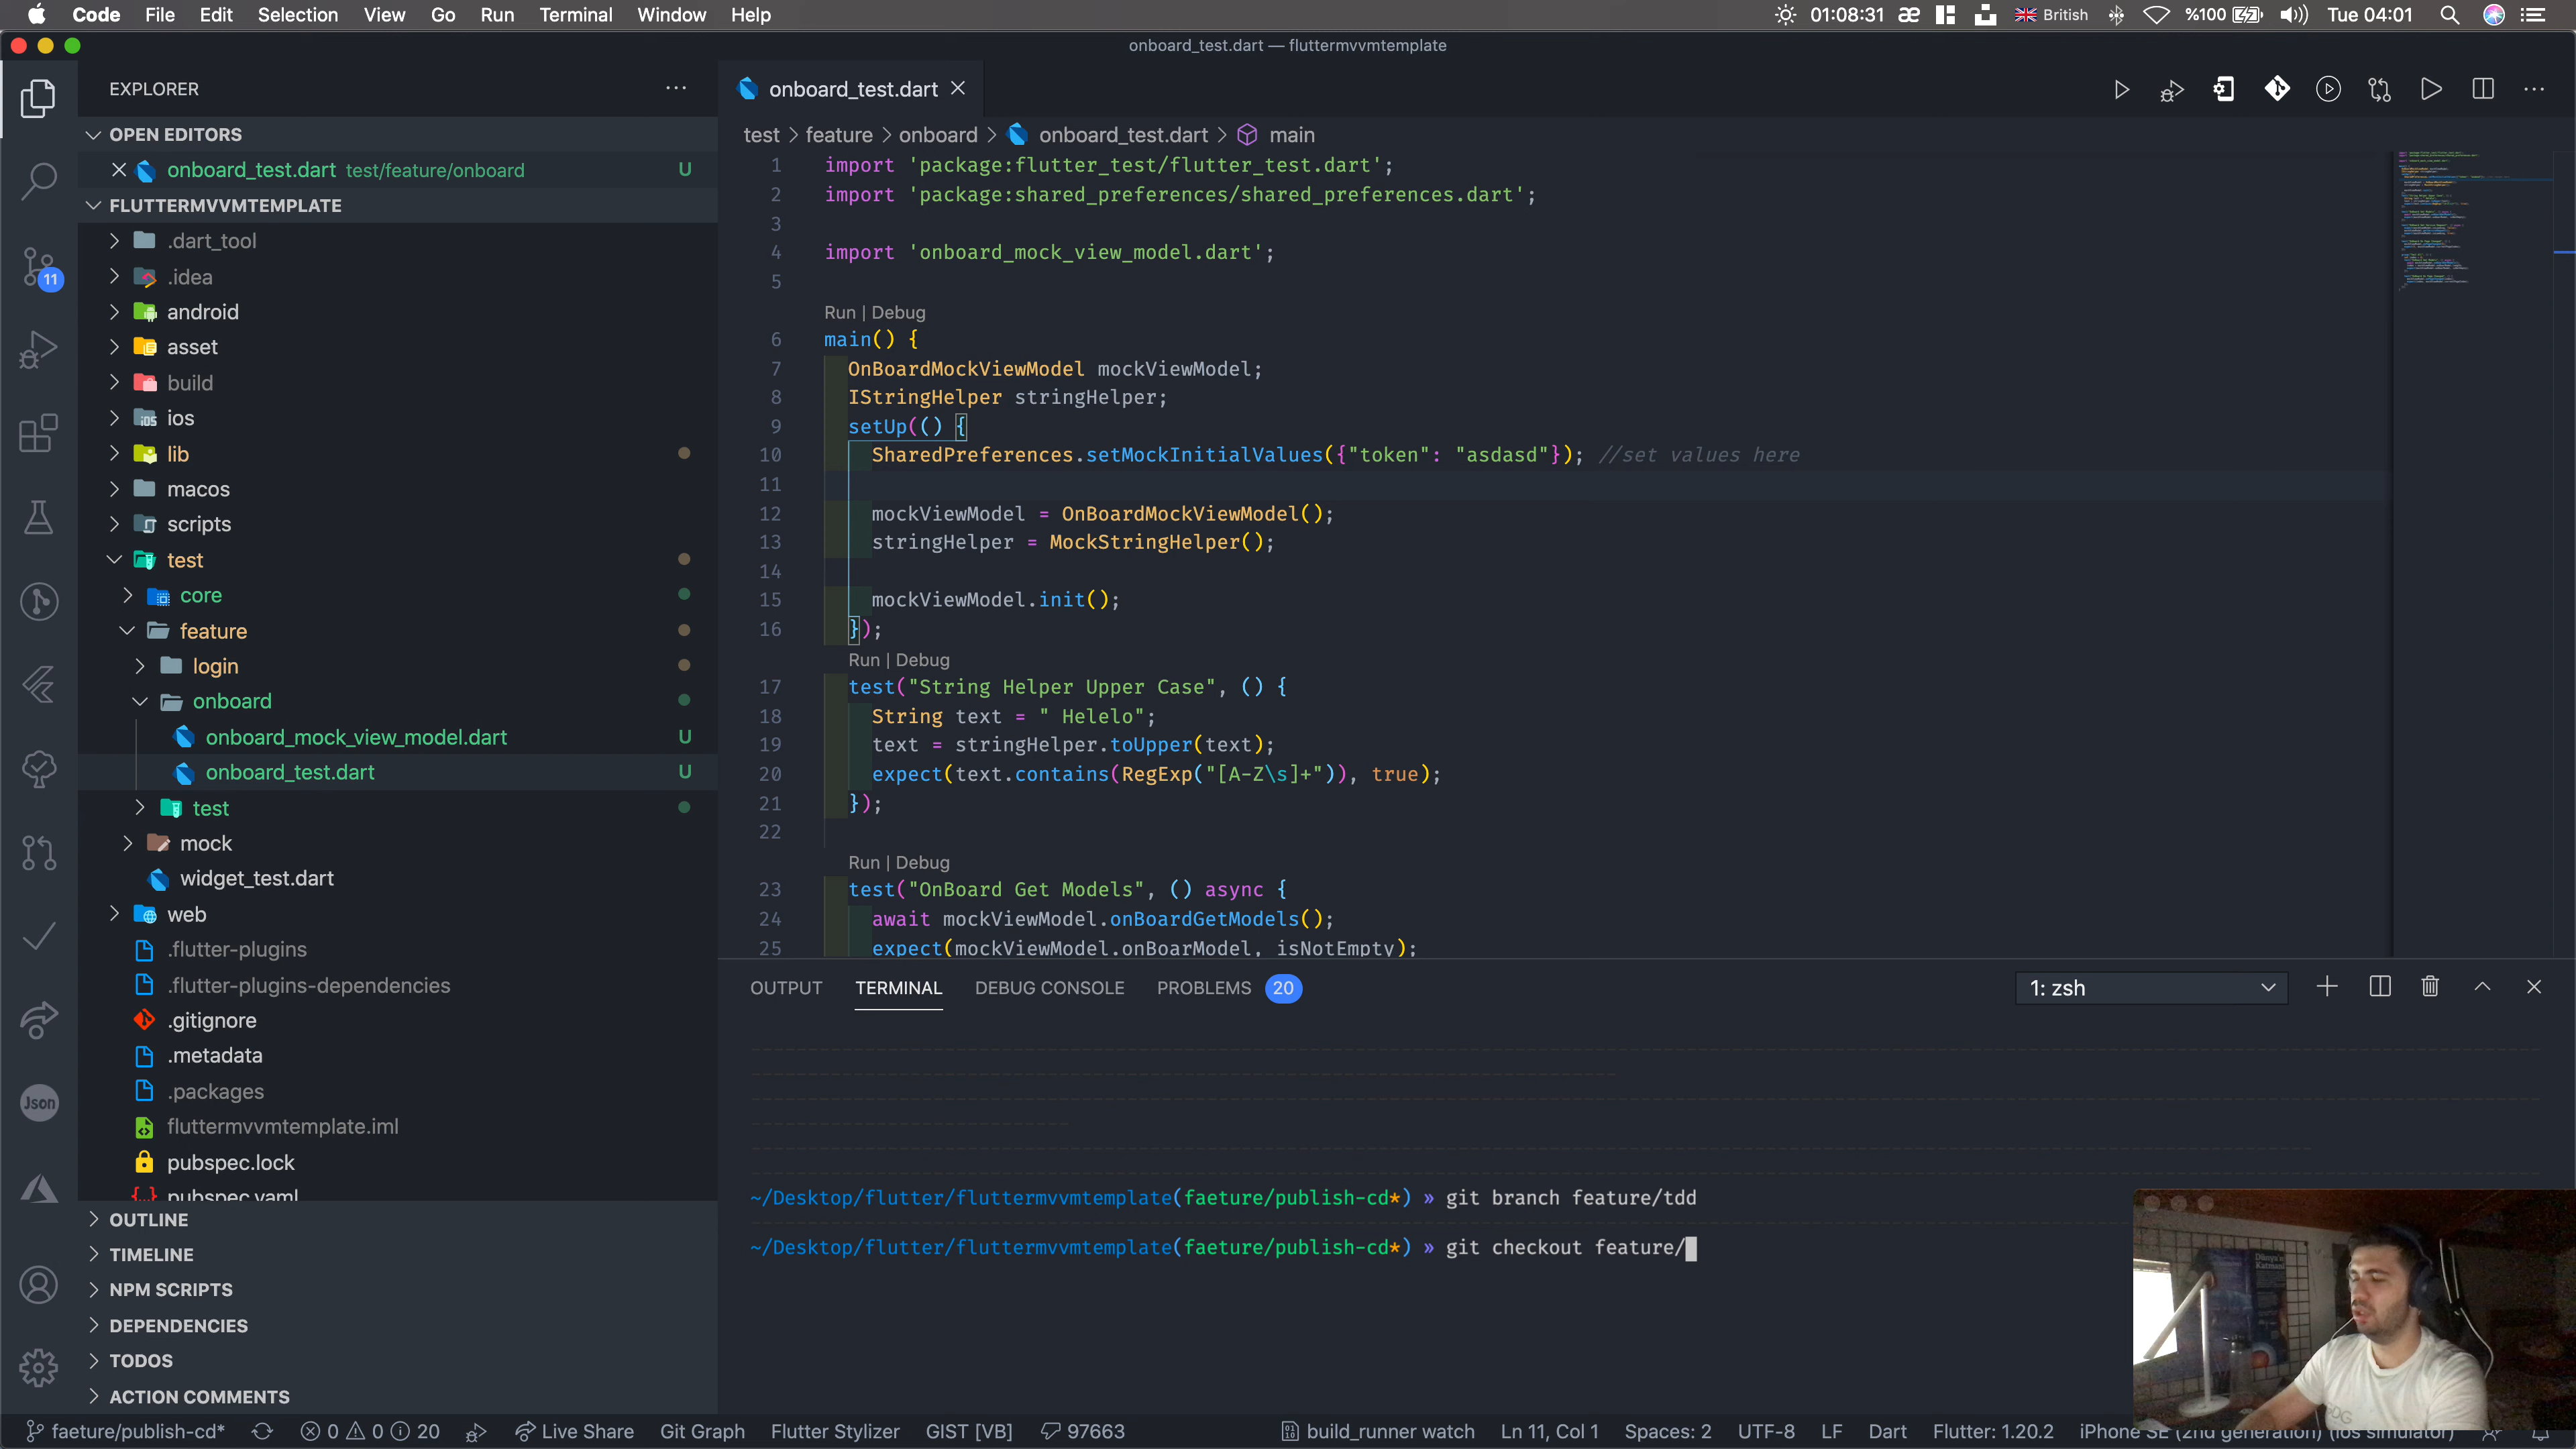 Code File Edit Selection View Go Run Terminal Window Help
01:08:31 æ British %100 Tue 04:01
onboard_test.dart — fluttermvvmtemplate
EXPLORER
OPEN EDITORS
onboard_test.dart test/feature/onboard U
FLUTTERMVVMTEMPLATE
.dart_tool
.idea
android
asset
build
ios
lib
macos
scripts
test
core
feature
login
onboard
onboard_mock_view_model.dart U
onboard_test.dart U
test
mock
widget_test.dart
web
.flutter-plugins
.flutter-plugins-dependencies
.gitignore
.metadata
.packages
fluttermvvmtemplate.iml
pubspec.lock
pubspec.yaml
OUTLINE
TIMELINE
NPM SCRIPTS
DEPENDENCIES
TODOS
ACTION COMMENTS
11
Json
onboard_test.dart
test > feature > onboard > onboard_test.dart > main
1 import 'package:flutter_test/flutter_test.dart';
2 import 'package:shared_preferences/shared_preferences.dart';
3
4 import 'onboard_mock_view_model.dart';
5
Run | Debug
6 main() {
7 OnBoardMockViewModel mockViewModel;
8 IStringHelper stringHelper;
9 setUp(() {
10 SharedPreferences.setMockInitialValues({"token": "asdasd"}); //set values here
11
12 mockViewModel = OnBoardMockViewModel();
13 stringHelper = MockStringHelper();
14
15 mockViewModel.init();
16 });
Run | Debug
17 test("String Helper Upper Case", () {
18 String text = " Helelo";
19 text = stringHelper.toUpper(text);
20 expect(text.contains(RegExp("[A-Z\s]+")), true);
21 });
22
Run | Debug
23 test("OnBoard Get Models", () async {
24 await mockViewModel.onBoardGetModels();
25 expect(mockViewModel.onBoarModel, isNotEmpty);
OUTPUT TERMINAL DEBUG CONSOLE PROBLEMS 20
1: zsh
~/Desktop/flutter/fluttermvvmtemplate(faeture/publish-cd*) » git branch feature/tdd
~/Desktop/flutter/fluttermvvmtemplate(faeture/publish-cd*) » git checkout feature/
faeture/publish-cd* 0 0 20 Live Share Git Graph Flutter Stylizer GIST [VB] 97663 build_runner watch Ln 11, Col 1 Spaces: 2 UTF-8 LF Dart Flutter: 1.20.2 iPhone SE (2nd generation) (ios simulator)